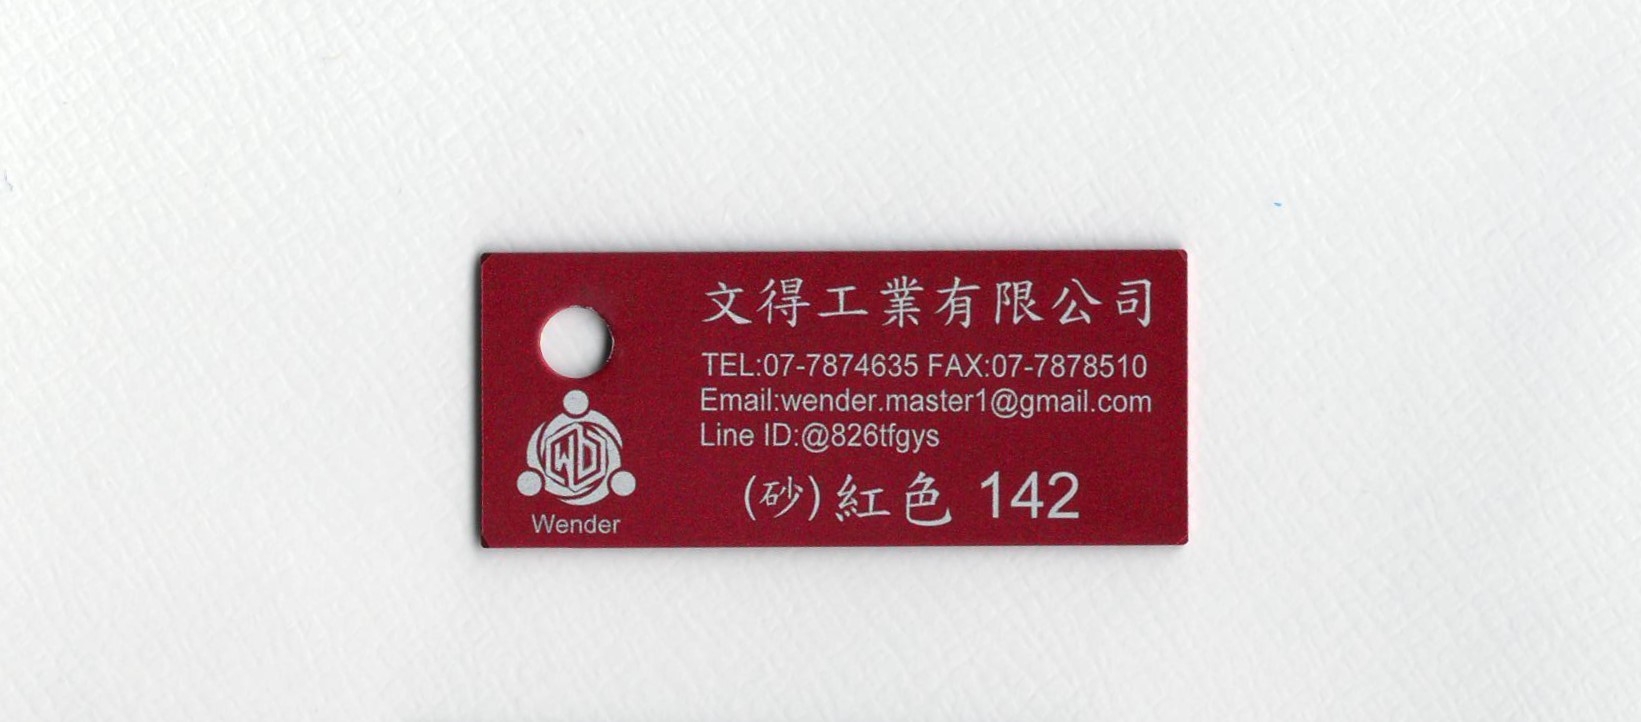 文得工業有限公司
TEL:07-7874635 FAX:07-7878510
Email:wender.master1@gmail.com
Line ID:@826tfgys
(砂)紅色 142
WD
Wender